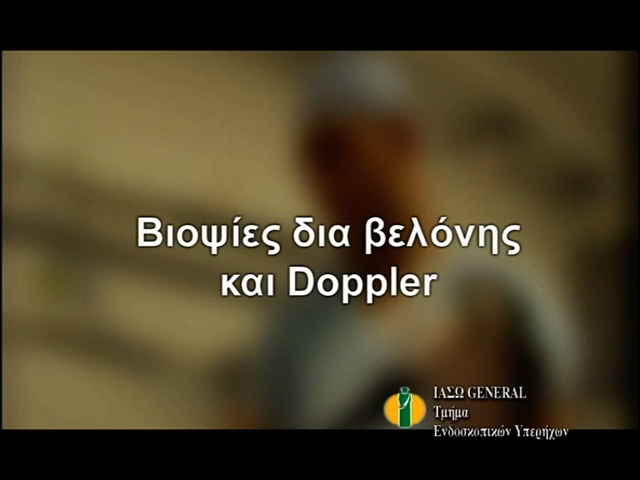 Βιοψίες δια βελόνης
και Doppler
ΙΑΣΩ GENERAL
Τμήμα
Ενδοσκοπικών Υπερήχων